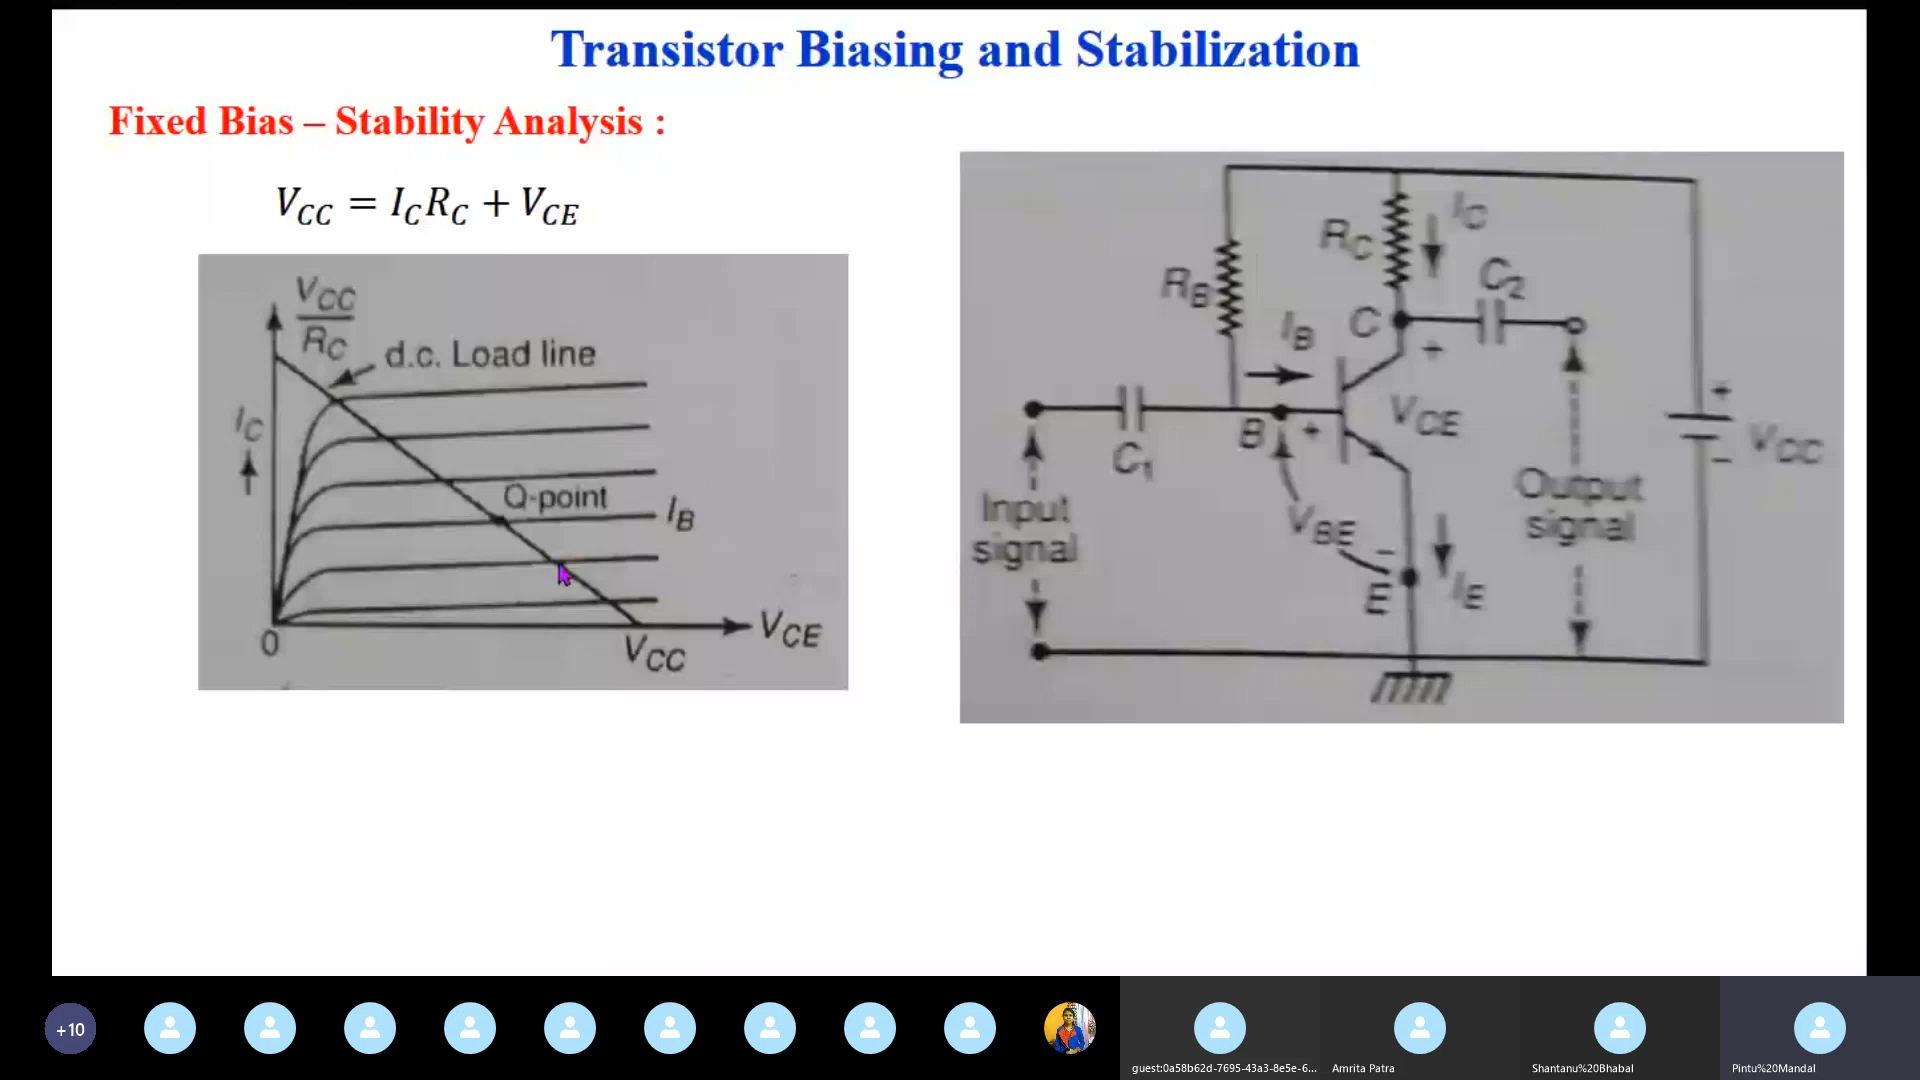 Transistor Biasing and Stabilization
Fixed Bias – Stability Analysis :
V_CC = I_C R_C + V_CE
V_CC
R_C
d.c. Load line
I_C
Q-point
I_B
0
V_CC
V_CE
I_C
R_C
C_2
R_B
I_B
C
+
V_CE
B
+
C_1
+
V_CC
−
Input
signal
V_BE
−
Output
signal
E
I_E
+10
guest:0a58b62d-7695-43a3-8e5e-6...
Amrita Patra
Shantanu%20Bhabal
Pintu%20Mandal